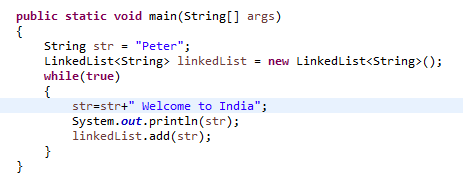 public static void main(String[] args)
{
    String str = "Peter";
    LinkedList<String> linkedList = new LinkedList<String>();
    while(true)
    {
        str=str+" Welcome to India";
        System.out.println(str);
        linkedList.add(str);
    }
}